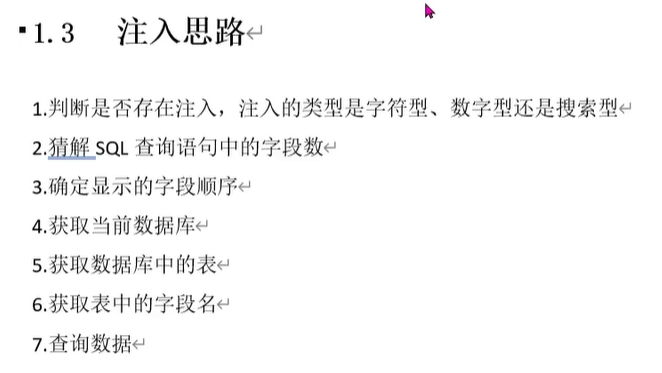 1.3 注入思路
1.判断是否存在注入，注入的类型是字符型、数字型还是搜索型
2.猜解 SQL 查询语句中的字段数
3.确定显示的字段顺序
4.获取当前数据库
5.获取数据库中的表
6.获取表中的字段名
7.查询数据